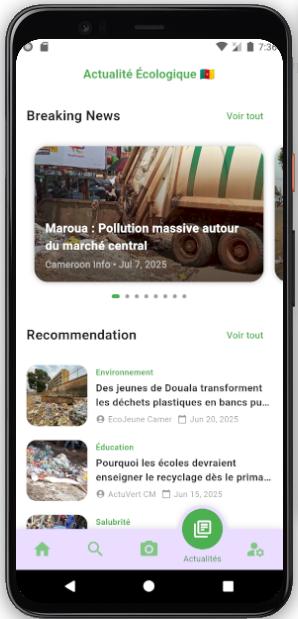 7:36
Actualité Écologique
Breaking News
Voir tout
Maroua : Pollution massive autour
du marché central
Cameroon Info • Jul 7, 2025
Recommendation
Voir tout
Environnement
Des jeunes de Douala transforment
les déchets plastiques en bancs pu...
EcoJeune Camer
Jun 20, 2025
Éducation
Pourquoi les écoles devraient
enseigner le recyclage dès le prima...
ActuVert CM
Jun 15, 2025
Salubrité
Actualités